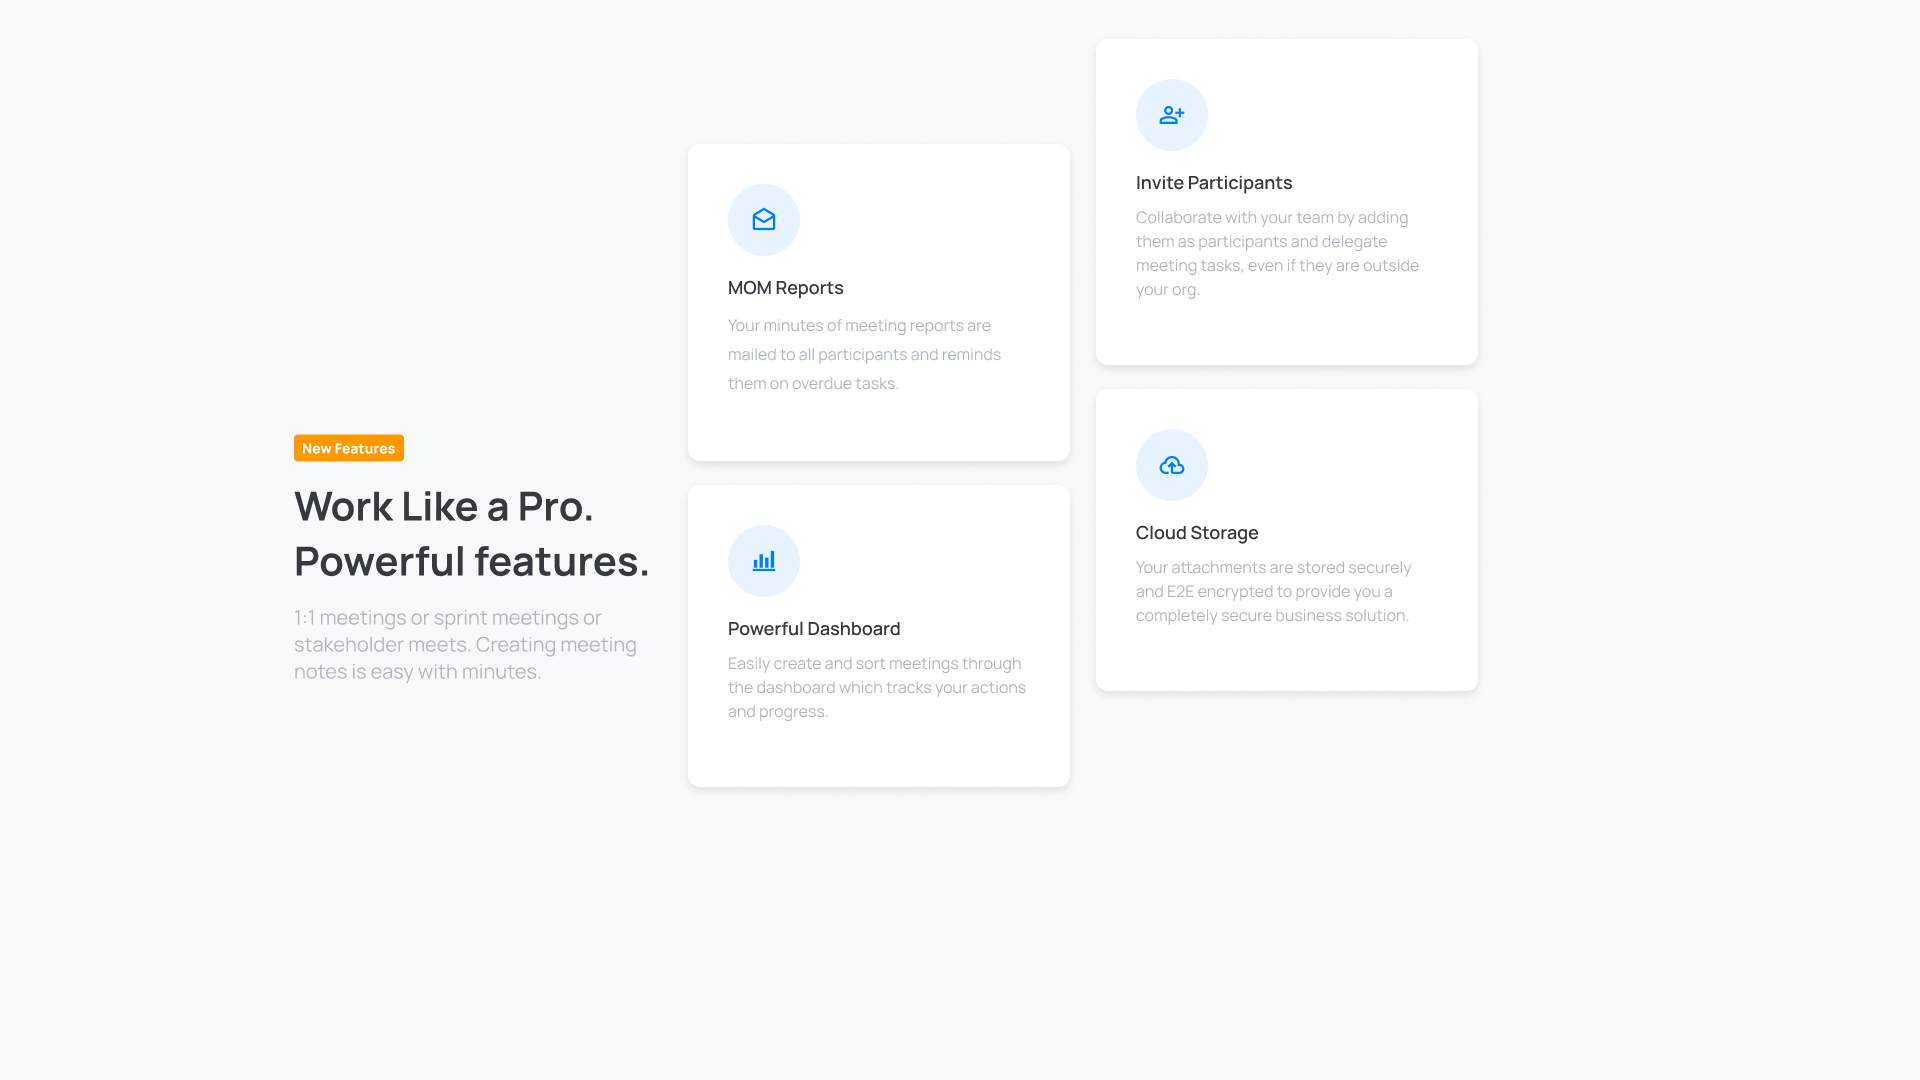 New Features
Work Like a Pro.
Powerful features.
1:1 meetings or sprint meetings or
stakeholder meets. Creating meeting
notes is easy with minutes.
MOM Reports
Your minutes of meeting reports are
mailed to all participants and reminds
them on overdue tasks.
Powerful Dashboard
Easily create and sort meetings through
the dashboard which tracks your actions
and progress.
Invite Participants
Collaborate with your team by adding
them as participants and delegate
meeting tasks, even if they are outside
your org.
Cloud Storage
Your attachments are stored securely
and E2E encrypted to provide you a
completely secure business solution.